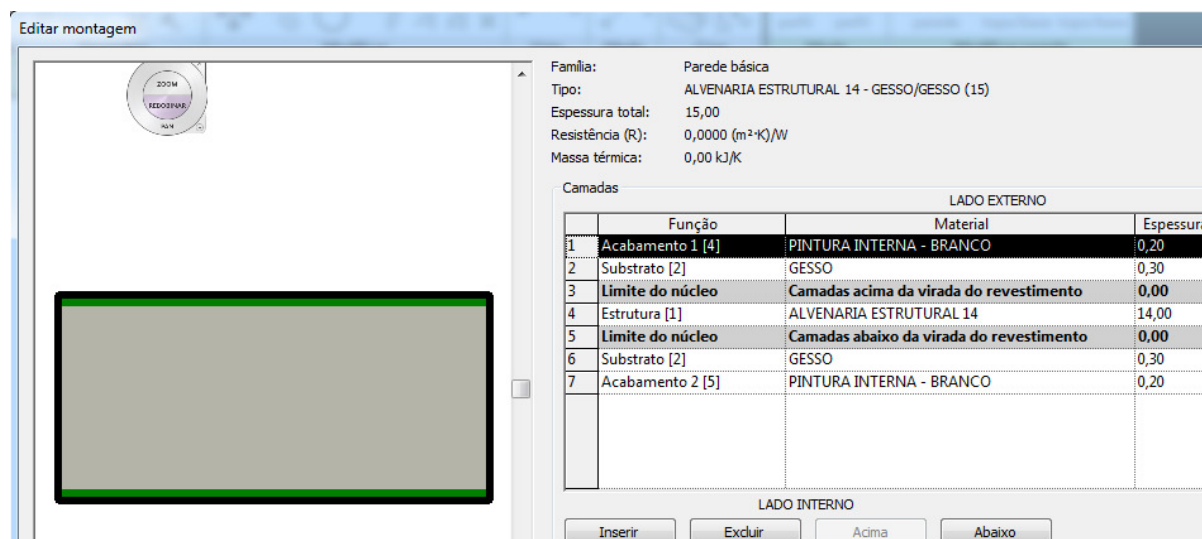 Editar montagem
ZOOM
REBOBINAR
PAN
Família: Parede básica
Tipo: ALVENARIA ESTRUTURAL 14 - GESSO/GESSO (15)
Espessura total: 15,00
Resistência (R): 0,0000 (m²·K)/W
Massa térmica: 0,00 kJ/K
Camadas
LADO EXTERNO
Função Material Espessura
1 Acabamento 1 [4] PINTURA INTERNA - BRANCO 0,20
2 Substrato [2] GESSO 0,30
3 Limite do núcleo Camadas acima da virada do revestimento 0,00
4 Estrutura [1] ALVENARIA ESTRUTURAL 14 14,00
5 Limite do núcleo Camadas abaixo da virada do revestimento 0,00
6 Substrato [2] GESSO 0,30
7 Acabamento 2 [5] PINTURA INTERNA - BRANCO 0,20
LADO INTERNO
Inserir Excluir Acima Abaixo